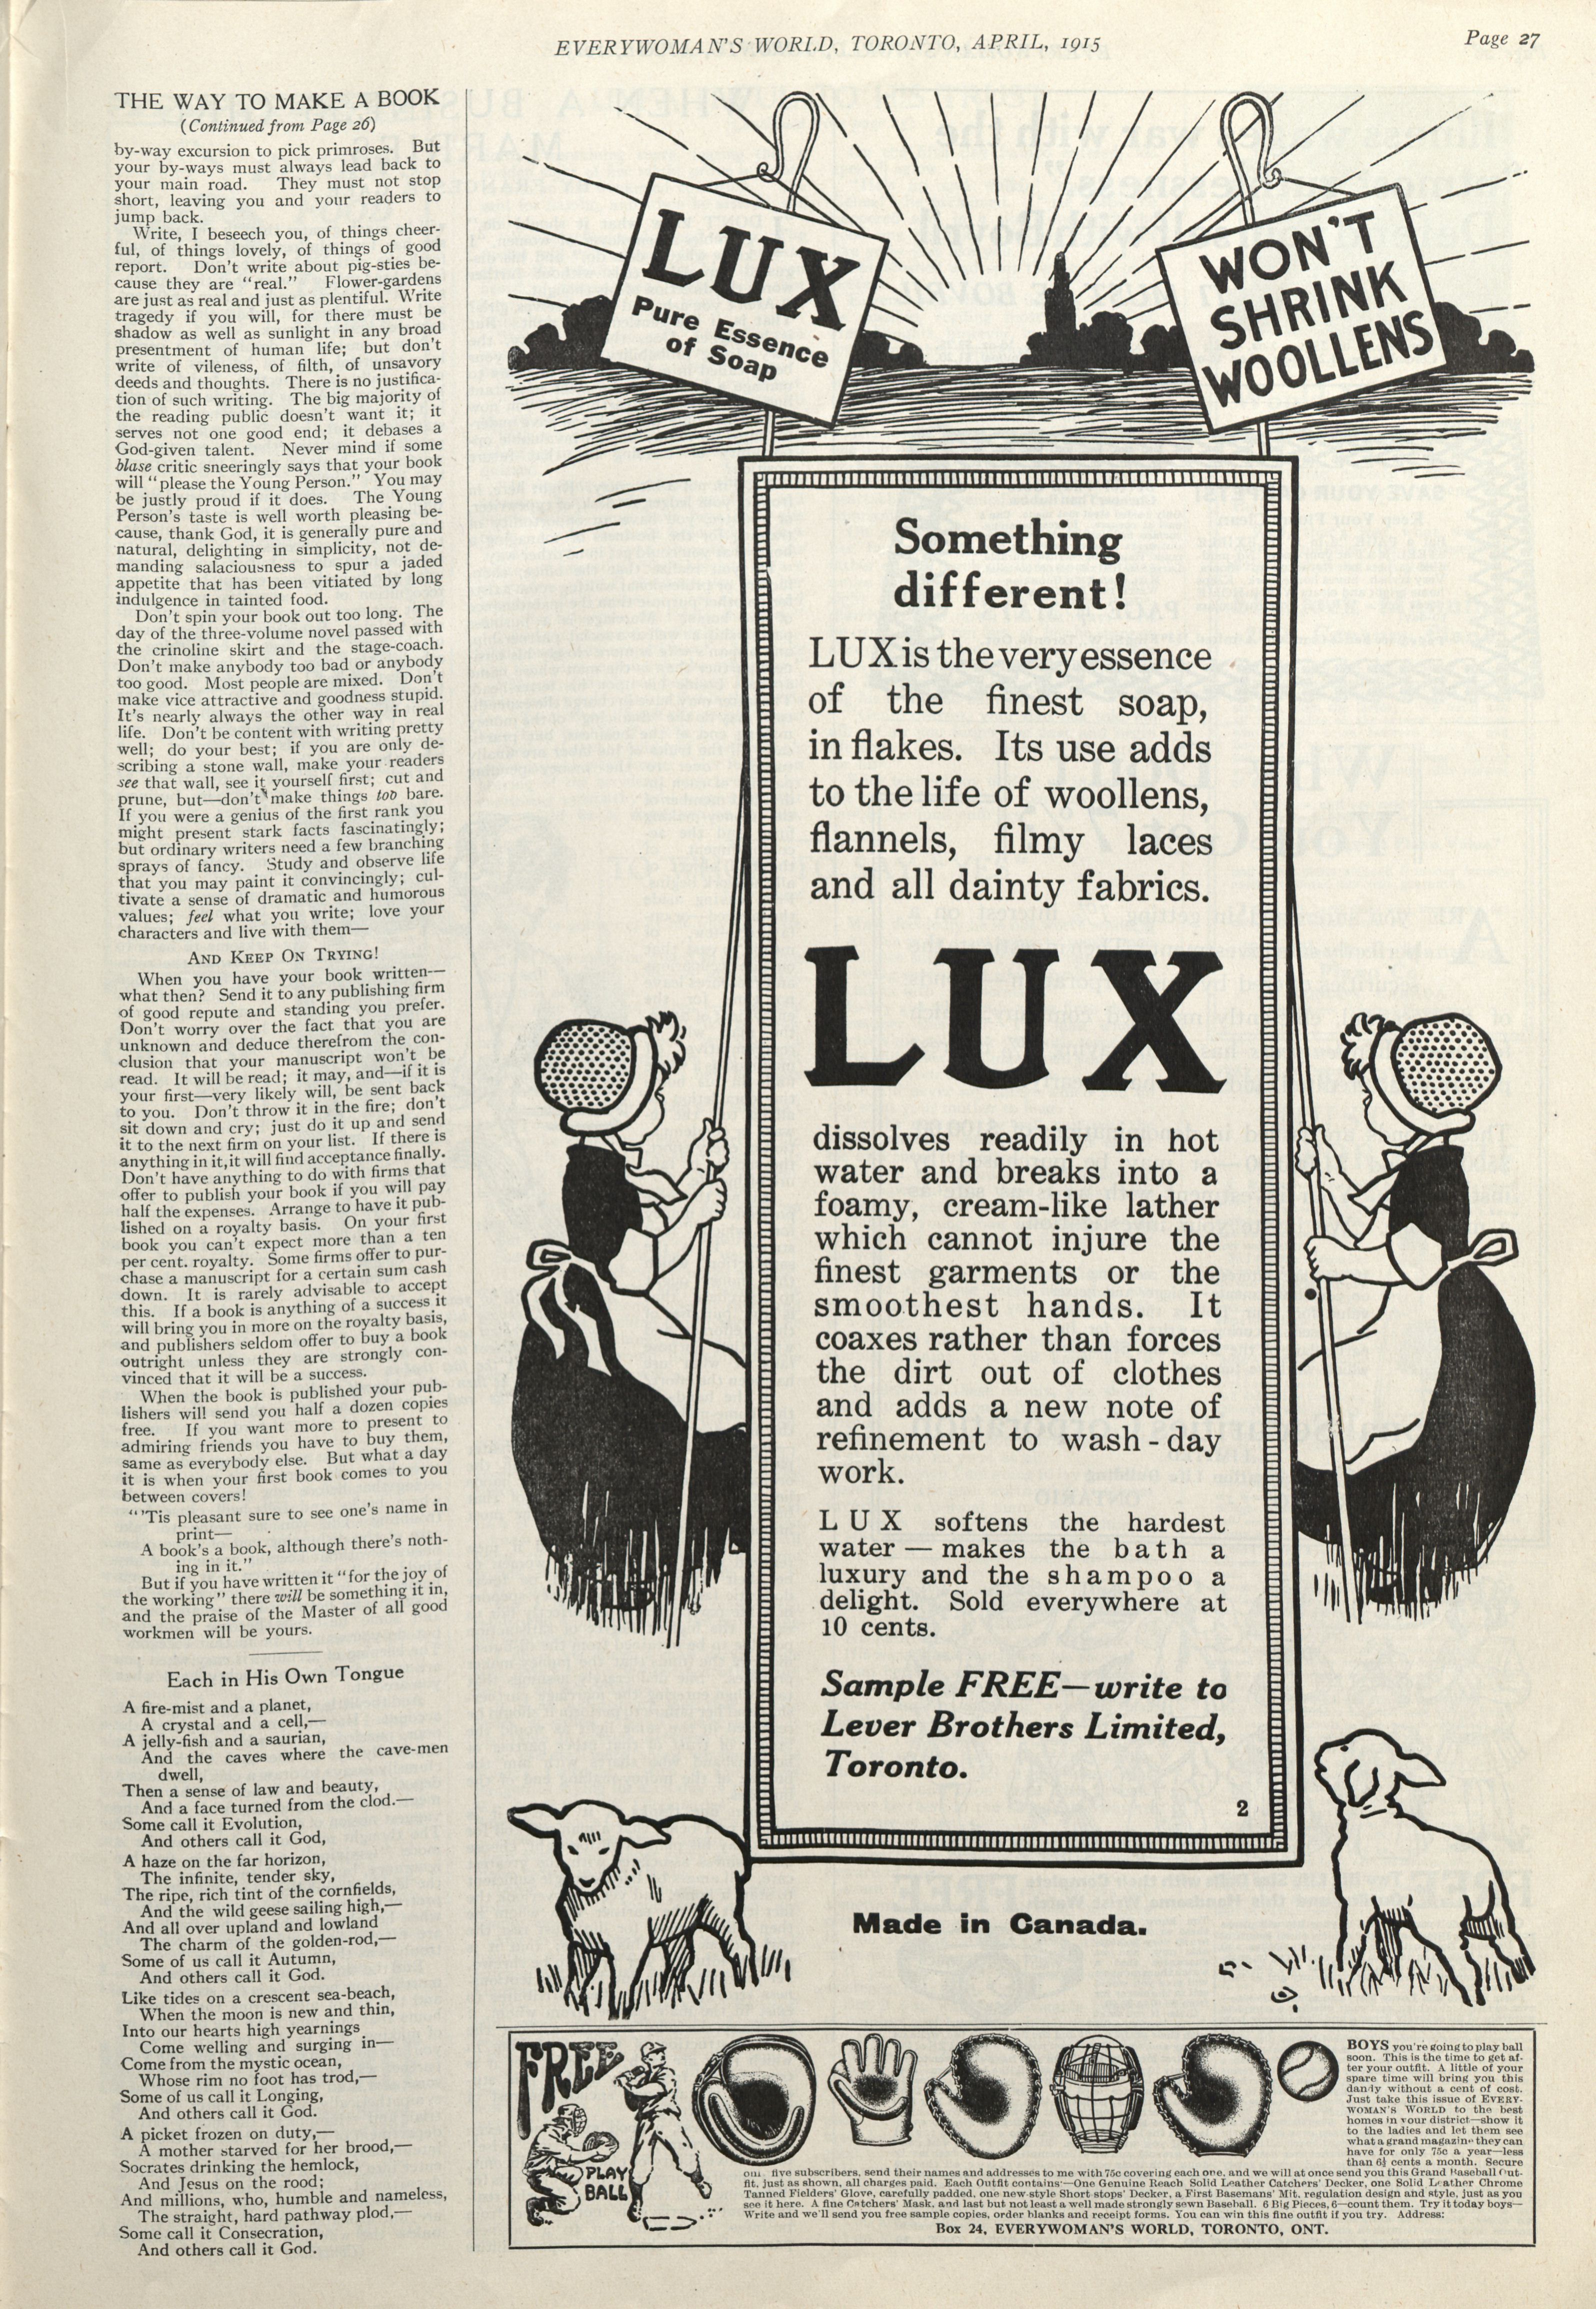 EVERYWOMAN'S WORLD, TORONTO, APRIL, 1915
Page 27
THE WAY TO MAKE A BOOK
(Continued from Page 26)
by-way excursion to pick primroses. But
your by-ways must always lead back to
your main road. They must not stop
short, leaving you and your readers to
jump back.
Write, I beseech you, of things cheer-
ful, of things lovely, of things of good
report. Don't write about pig-sties be-
cause they are "real." Flower-gardens
are just as real and just as plentiful. Write
tragedy if you will, for there must be
shadow as well as sunlight in any broad
presentment of human life; but don't
write of vileness, of filth, of unsavory
deeds and thoughts. There is no justifica-
tion of such writing. The big majority of
the reading public doesn't want it; it
serves not one good end; it debases a
God-given talent. Never mind if some
blase critic sneeringly says that your book
will "please the Young Person." You may
be justly proud if it does. The Young
Person's taste is well worth pleasing be-
cause, thank God, it is generally pure and
natural, delighting in simplicity, not de-
manding salaciousness to spur a jaded
appetite that has been vitiated by long
indulgence in tainted food.
Don't spin your book out too long. The
day of the three-volume novel passed with
the crinoline skirt and the stage-coach.
Don't make anybody too bad or anybody
too good. Most people are mixed. Don't
make vice attractive and goodness stupid.
It's nearly always the other way in real
life. Don't be content with writing pretty
well; do your best; if you are only de-
scribing a stone wall, make your readers
see that wall, see it yourself first; cut and
prune, but—don't make things too bare.
If you were a genius of the first rank you
might present stark facts fascinatingly;
but ordinary writers need a few branching
sprays of fancy. Study and observe life
that you may paint it convincingly; cul-
tivate a sense of dramatic and humorous
values; feel what you write; love your
characters and live with them—
AND KEEP ON TRYING!
When you have your book written—
what then? Send it to any publishing firm
of good repute and standing you prefer.
Don't worry over the fact that you are
unknown and deduce therefrom the con-
clusion that your manuscript won't be
read. It will be read; it may, and—if it is
your first—very likely will, be sent back
to you. Don't throw it in the fire; don't
sit down and cry; just do it up and send
it to the next firm on your list. If there is
anything in it, it will find acceptance finally.
Don't have anything to do with firms that
offer to publish your book if you will pay
half the expenses. Arrange to have it pub-
lished on a royalty basis. On your first
book you can't expect more than a ten
per cent. royalty. Some firms offer to pur-
chase a manuscript for a certain sum cash
down. It is rarely advisable to accept
this. If a book is anything of a success it
will bring you in more on the royalty basis,
and publishers seldom offer to buy a book
outright unless they are strongly con-
vinced that it will be a success.
When the book is published your pub-
lishers will send you half a dozen copies
free. If you want more to present to
admiring friends you have to buy them,
same as everybody else. But what a day
it is when your first book comes to you
between covers!
"'Tis pleasant sure to see one's name in
print—
A book's a book, although there's noth-
ing in it."
But if you have written it "for the joy of
the working" there will be something it in,
and the praise of the Master of all good
workmen will be yours.
Each in His Own Tongue
A fire-mist and a planet,
A crystal and a cell,—
A jelly-fish and a saurian,
And the caves where the cave-men
dwell,
Then a sense of law and beauty,
And a face turned from the clod.—
Some call it Evolution,
And others call it God,
A haze on the far horizon,
The infinite, tender sky,
The ripe, rich tint of the cornfields,
And the wild geese sailing high,—
And all over upland and lowland
The charm of the golden-rod,—
Some of us call it Autumn,
And others call it God.
Like tides on a crescent sea-beach,
When the moon is new and thin,
Into our hearts high yearnings
Come welling and surging in—
Come from the mystic ocean,
Whose rim no foot has trod,—
Some of us call it Longing,
And others call it God.
A picket frozen on duty,—
A mother starved for her brood,—
Socrates drinking the hemlock,
And Jesus on the rood;
And millions, who, humble and nameless,
The straight, hard pathway plod,—
Some call it Consecration,
And others call it God.
LUX
Pure Essence
of Soap
WON'T
SHRINK
WOOLLENS
Something
different!
LUX is the very essence
of the finest soap,
in flakes. Its use adds
to the life of woollens,
flannels, filmy laces
and all dainty fabrics.
LUX
dissolves readily in hot
water and breaks into a
foamy, cream-like lather
which cannot injure the
finest garments or the
smoothest hands. It
coaxes rather than forces
the dirt out of clothes
and adds a new note of
refinement to wash-day
work.
LUX softens the hardest
water — makes the bath a
luxury and the shampoo a
delight. Sold everywhere at
10 cents.
Sample FREE—write to
Lever Brothers Limited,
Toronto.
2
Made in Canada.
FREE
PLAY
BALL
BOYS you're going to play ball
soon. This is the time to get af-
ter your outfit. A little of your
spare time will bring you this
dandy without a cent of cost.
Just take this issue of EVERY-
WOMAN'S WORLD to the best
homes in your district—show it
to the ladies and let them see
what a grand magazine they can
have for only 75c a year—less
than 6½ cents a month. Secure
five subscribers, send their names and addresses to me with 75c covering each one, and we will at once send you this Grand Baseball Out-
fit, just as shown, all charges paid. Each Outfit contains—One Genuine Reach Solid Leather Catchers' Decker, one Solid Leather Chrome
Tanned Fielders' Glove, carefully padded, one new-style Short stops' Decker, a First Basemans' Mit, regulation design and style, just as you
see it here. A fine Catchers' Mask, and last but not least a well made strongly sewn Baseball. 6 Big Pieces, 6—count them. Try it today boys—
Write and we'll send you free sample copies, order blanks and receipt forms. You can win this fine outfit if you try. Address:
Box 24, EVERYWOMAN'S WORLD, TORONTO, ONT.